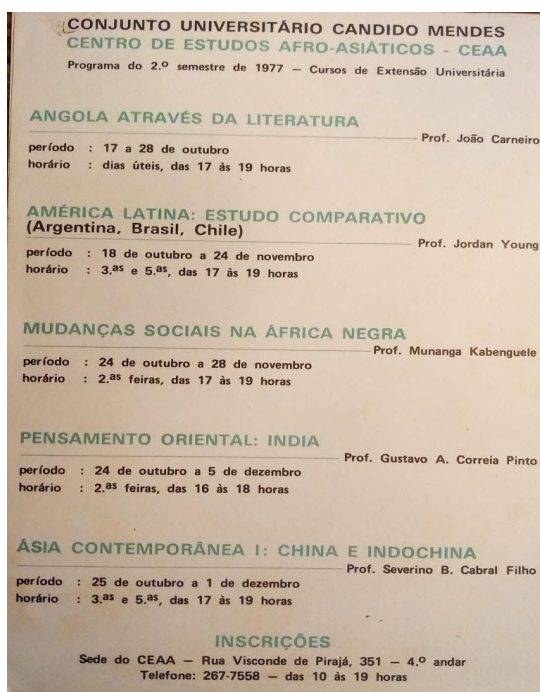 CONJUNTO UNIVERSITÁRIO CANDIDO MENDES
CENTRO DE ESTUDOS AFRO-ASIÁTICOS - CEAA
Programa do 2.º semestre de 1977 — Cursos de Extensão Universitária
ANGOLA ATRAVÉS DA LITERATURA
Prof. João Carneiro
período : 17 a 28 de outubro
horário : dias úteis, das 17 às 19 horas
AMÉRICA LATINA: ESTUDO COMPARATIVO
(Argentina, Brasil, Chile)
Prof. Jordan Young
período : 18 de outubro a 24 de novembro
horário : 3.as e 5.as, das 17 às 19 horas
MUDANÇAS SOCIAIS NA ÁFRICA NEGRA
Prof. Munanga Kabenguele
período : 24 de outubro a 28 de novembro
horário : 2.as feiras, das 17 às 19 horas
PENSAMENTO ORIENTAL: INDIA
Prof. Gustavo A. Correia Pinto
período : 24 de outubro a 5 de dezembro
horário : 2.as feiras, das 16 às 18 horas
ÁSIA CONTEMPORÂNEA I: CHINA E INDOCHINA
Prof. Severino B. Cabral Filho
período : 25 de outubro a 1 de dezembro
horário : 3.as e 5.as, das 17 às 19 horas
INSCRIÇÕES
Sede do CEAA — Rua Visconde de Pirajá, 351 — 4.º andar
Telefone: 267-7558 — das 10 às 19 horas